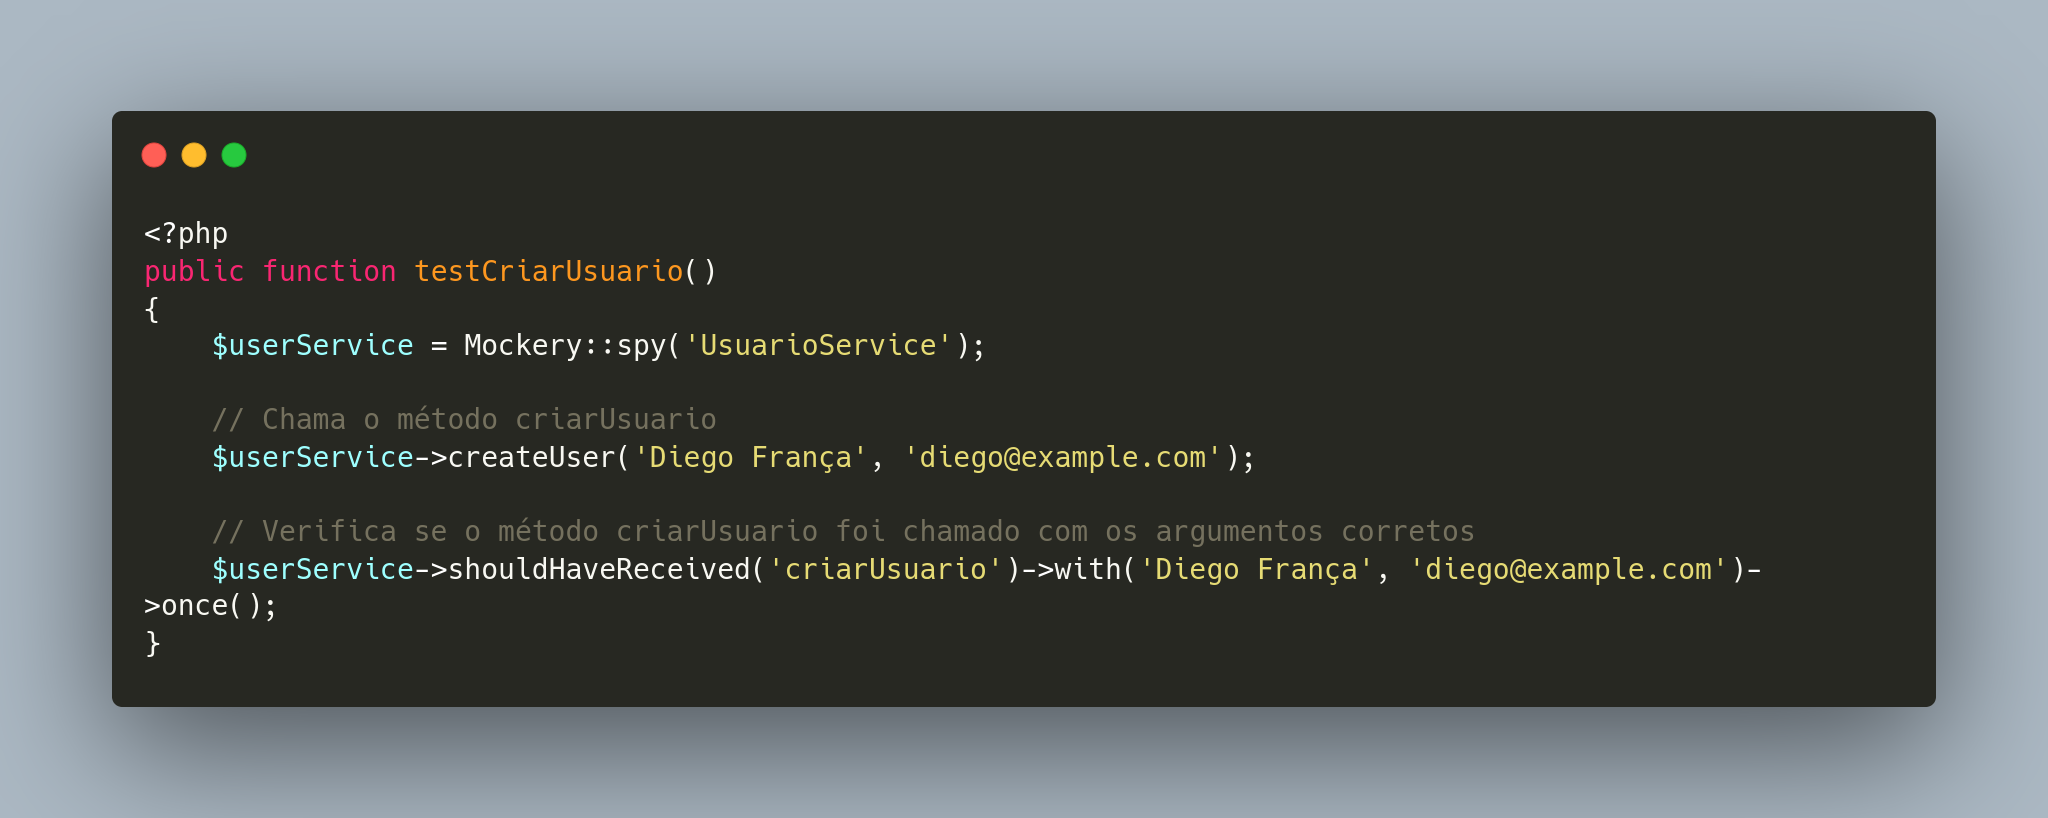 <?php
public function testCriarUsuario()
{
    $userService = Mockery::spy('UsuarioService');

    // Chama o método criarUsuario
    $userService->createUser('Diego França', 'diego@example.com');

    // Verifica se o método criarUsuario foi chamado com os argumentos corretos
    $userService->shouldHaveReceived('criarUsuario')->with('Diego França', 'diego@example.com')-
>once();
}